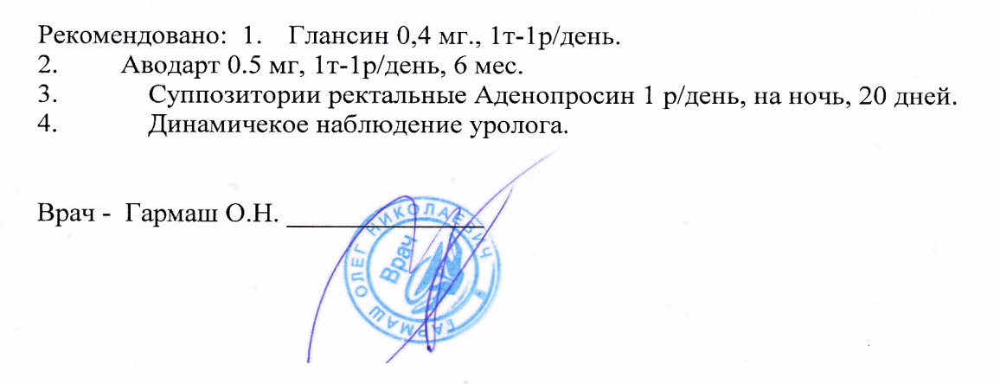 Рекомендовано: 1. Глансин 0,4 мг., 1т-1р/день.
2. Аводарт 0.5 мг, 1т-1р/день, 6 мес.
3. Суппозитории ректальные Аденопросин 1 р/день, на ночь, 20 дней.
4. Динамичекое наблюдение уролога.
Врач - Гармаш О.Н. ________________
ГАРМАШ ОЛЕГ НИКОЛАЕВИЧ
Врач